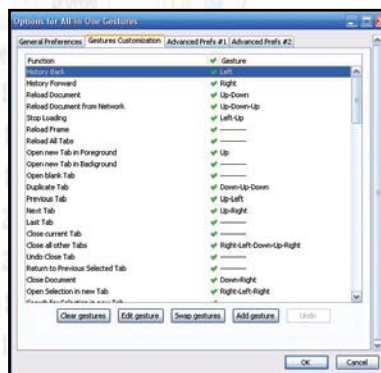 Options for All-in-One Gestures
General Preferences Gestures Customization Advanced Prefs #1 Advanced Prefs #2
Function ✔ Gesture
History Back ✔ Left
History Forward ✔ Right
Reload Document ✔ Up-Down
Reload Document from Network ✔ Up-Down-Up
Stop Loading ✔ Left-Up
Reload Frame ✔ ----------
Reload All Tabs ✔ ----------
Open new Tab in Foreground ✔ Up
Open new Tab in Background ✔ ----------
Open blank Tab ✔ ----------
Duplicate Tab ✔ Down-Up-Down
Previous Tab ✔ Up-Left
Next Tab ✔ Up-Right
Last Tab ✔ ----------
Close current Tab ✔ ----------
Close all other Tabs ✔ Right-Left-Down-Up-Right
Undo Close Tab ✔ ----------
Return to Previous Selected Tab ✔ ----------
Close Document ✔ Down-Right
Open Selection in new Tab ✔ Right-Left-Right
Clear gestures Edit gesture Swap gestures Add gesture Undo
OK Cancel